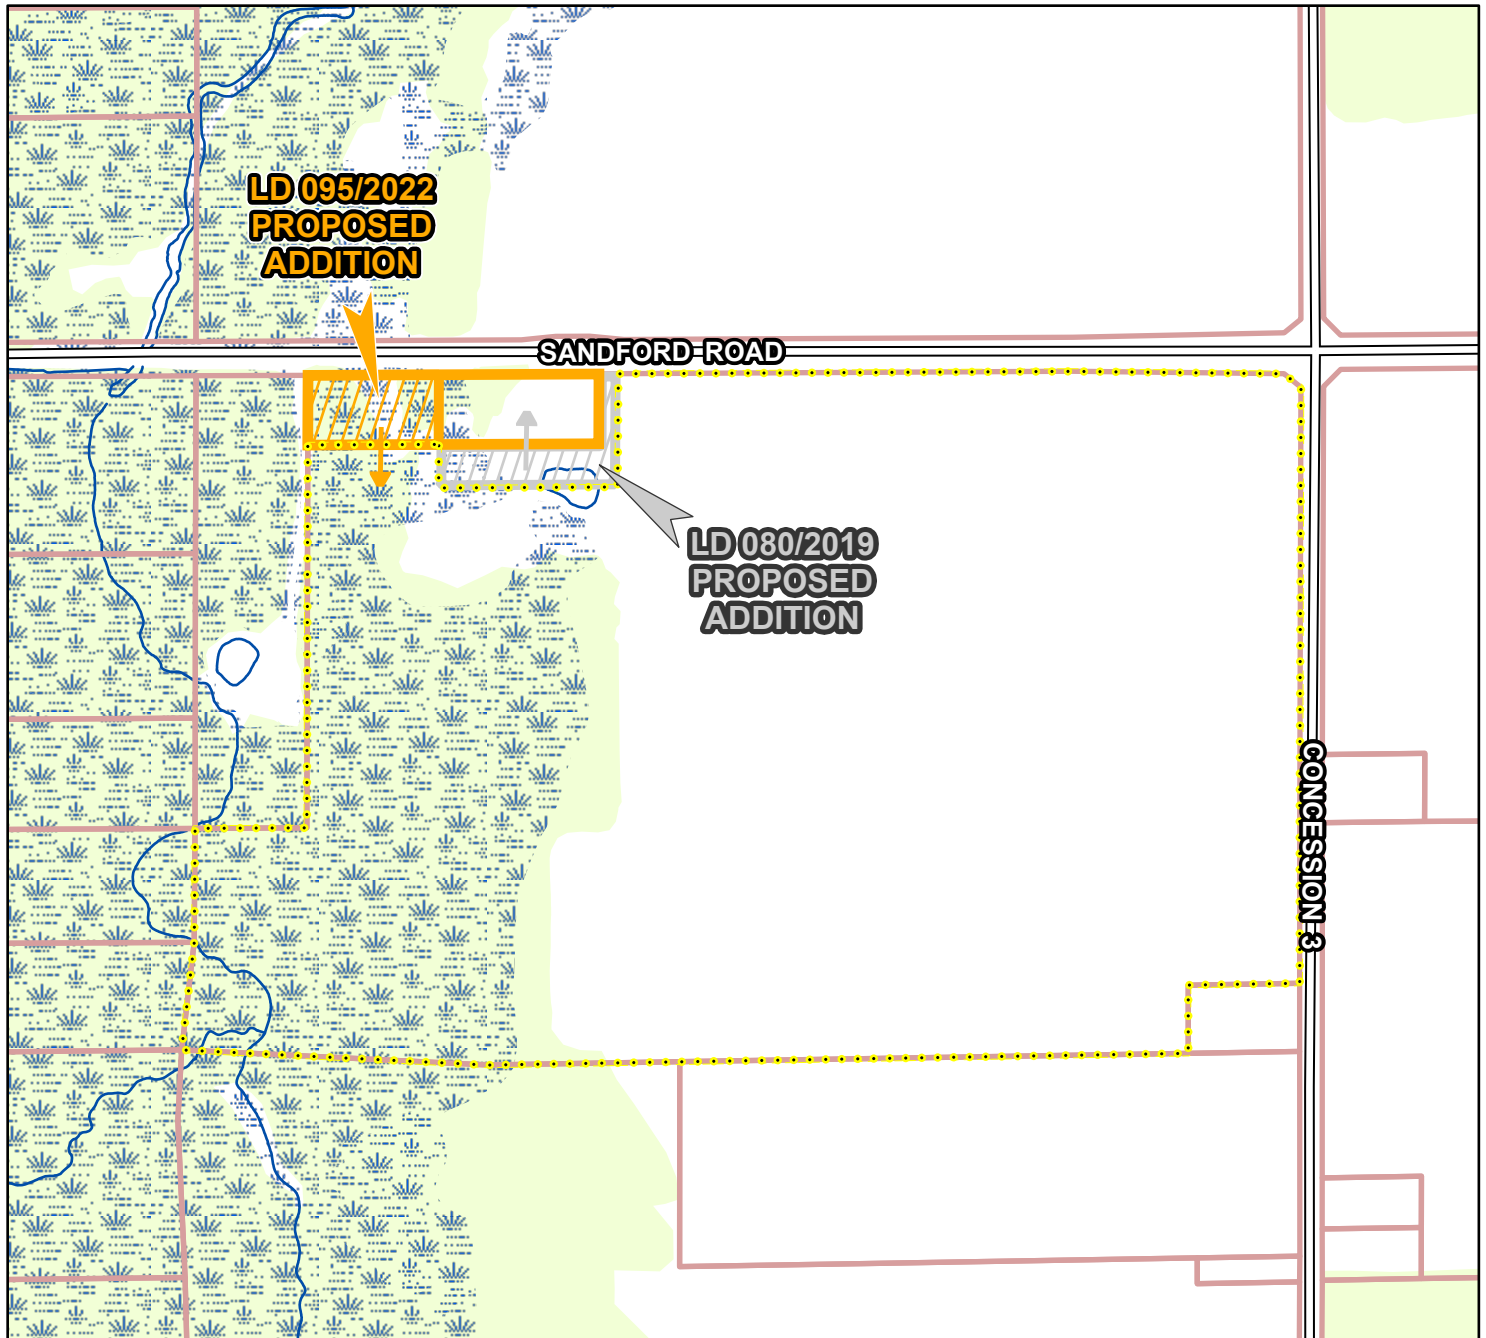 LD 095/2022
PROPOSED
ADDITION
SANDFORD ROAD
LD 080/2019
PROPOSED
ADDITION
CONCESSION 3